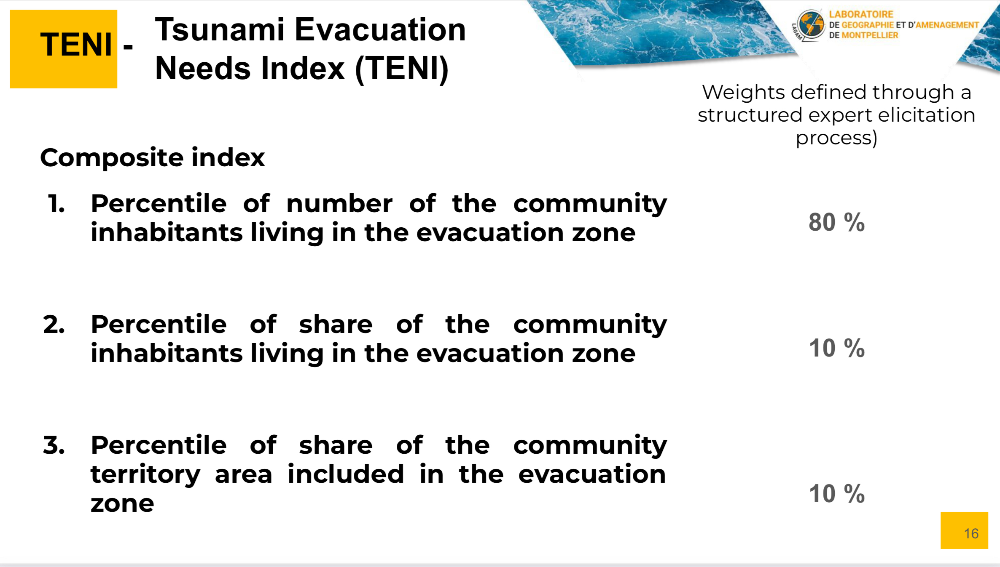 TENI -
Tsunami Evacuation
Needs Index (TENI)
LAGAM
LABORATOIRE
DE GEOGRAPHIE ET D'AMENAGEMENT
DE MONTPELLIER
Weights defined through a
structured expert elicitation
process)
Composite index
1. Percentile of number of the community
inhabitants living in the evacuation zone
80 %
2. Percentile of share of the community
inhabitants living in the evacuation zone
10 %
3. Percentile of share of the community
territory area included in the evacuation
zone
10 %
16